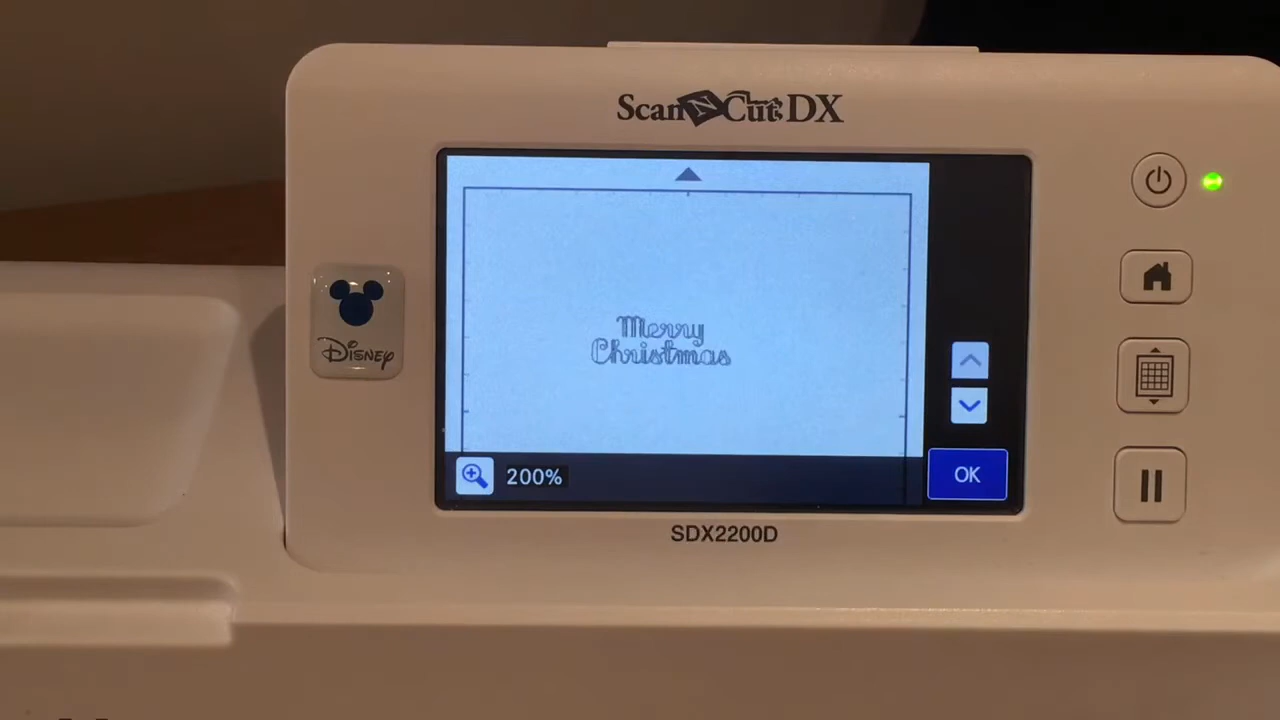 ScanNCut DX
Disney
Merry
Christmas
200%
OK
SDX2200D